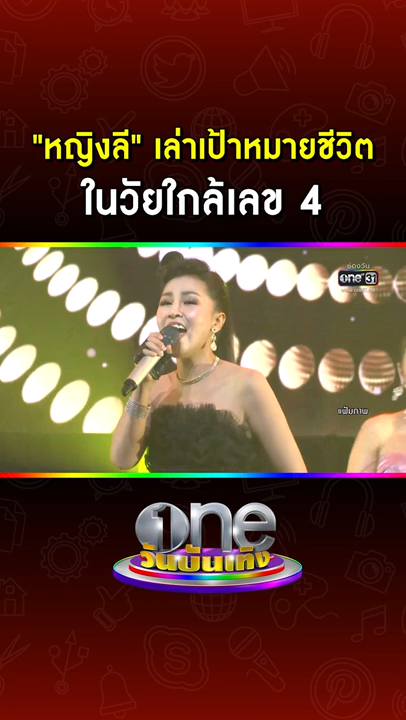 "หญิงลี" เล่าเป้าหมายชีวิต
ในวัยใกล้เลข 4
ช่องวัน
one 31
แฟ้มภาพ
one
วันบันเทิง